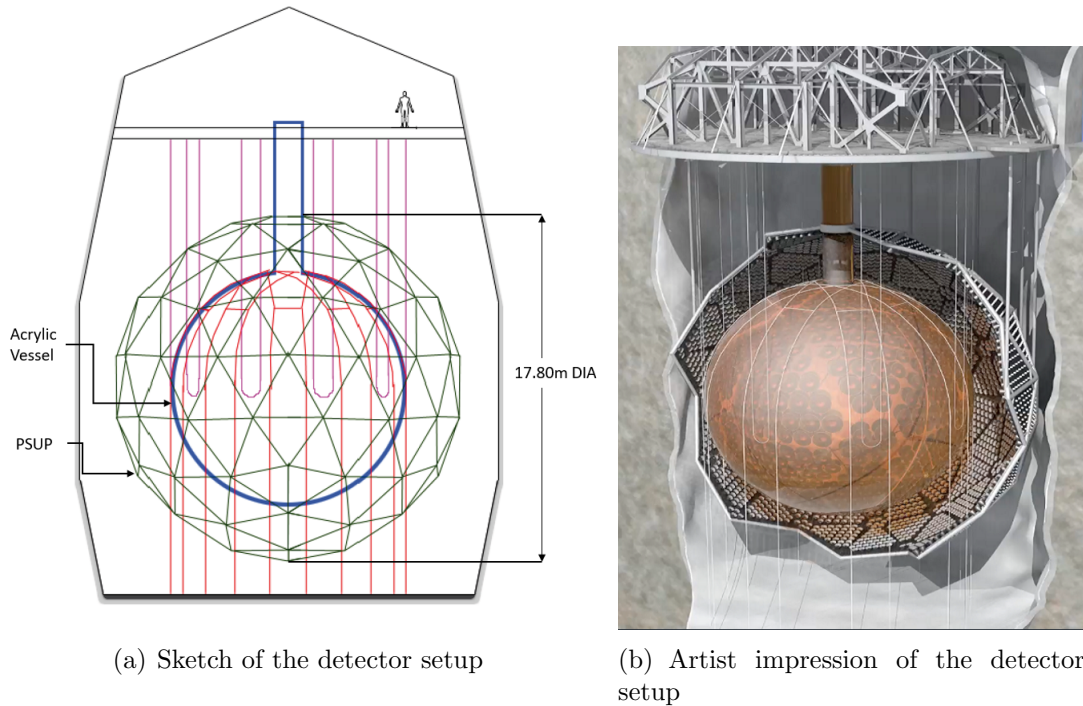 Acrylic
Vessel
17.80m DIA
PSUP
(a) Sketch of the detector setup
(b) Artist impression of the detector
setup